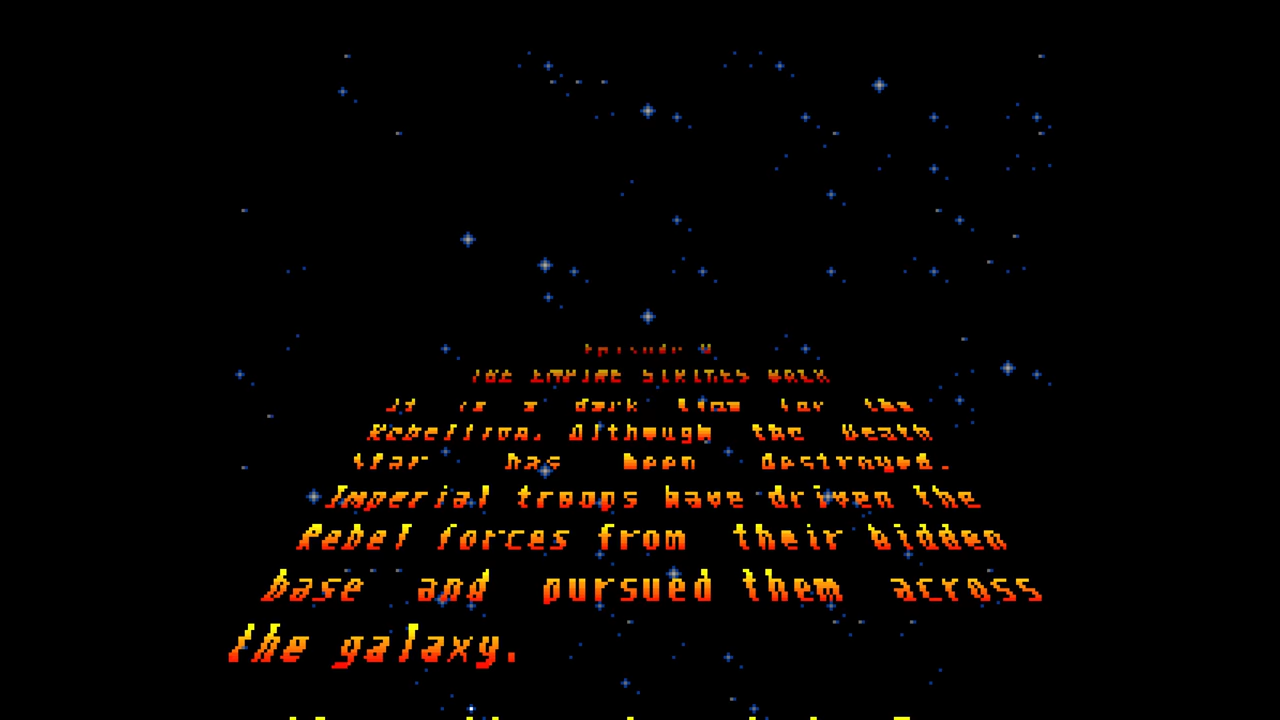 Episode V
THE EMPIRE STRIKES BACK
It is a dark time for the
Rebellion. Although the Death
Star has been destroyed.
Imperial troops have driven the
Rebel forces from their hidden
base and pursued them across
the galaxy.